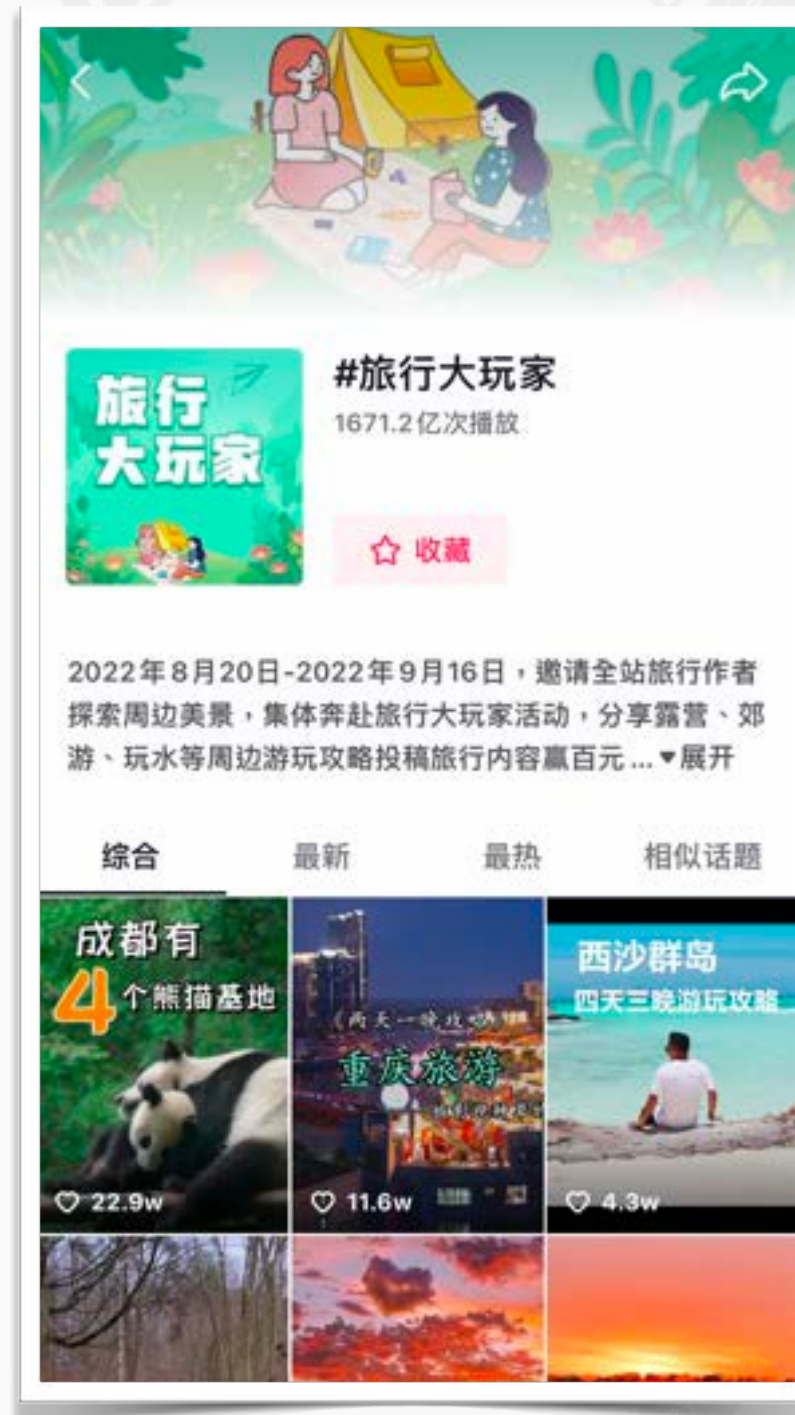 旅行
大玩家
#旅行大玩家
1671.2亿次播放
收藏
2022年8月20日-2022年9月16日，邀请全站旅行作者
探索周边美景，集体奔赴旅行大玩家活动，分享露营、郊
游、玩水等周边游玩攻略投稿旅行内容赢百元 ... ▾展开
综合 最新 最热 相似话题
成都有
4个熊猫基地
22.9w
《两天一晚攻
重庆旅游
11.6w
西沙群岛
四天三晚游玩攻略
4.3w